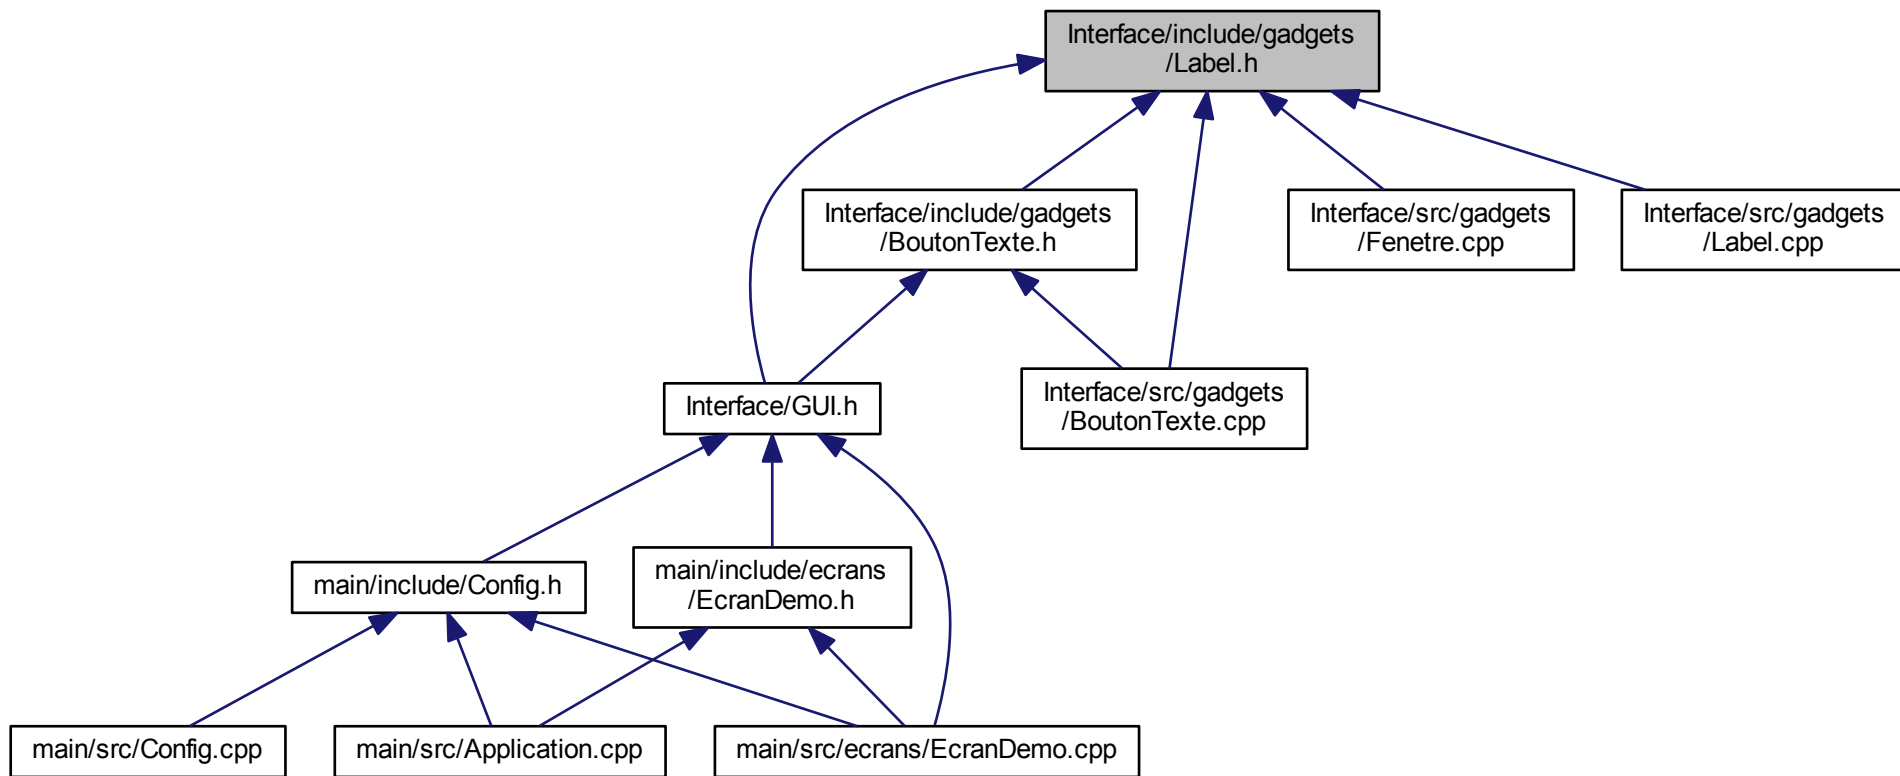 Interface/include/gadgets
/Label.h
Interface/include/gadgets
/BoutonTexte.h
Interface/src/gadgets
/Fenetre.cpp
Interface/src/gadgets
/Label.cpp
Interface/GUI.h
Interface/src/gadgets
/BoutonTexte.cpp
main/include/Config.h
main/include/ecrans
/EcranDemo.h
main/src/Config.cpp
main/src/Application.cpp
main/src/ecrans/EcranDemo.cpp